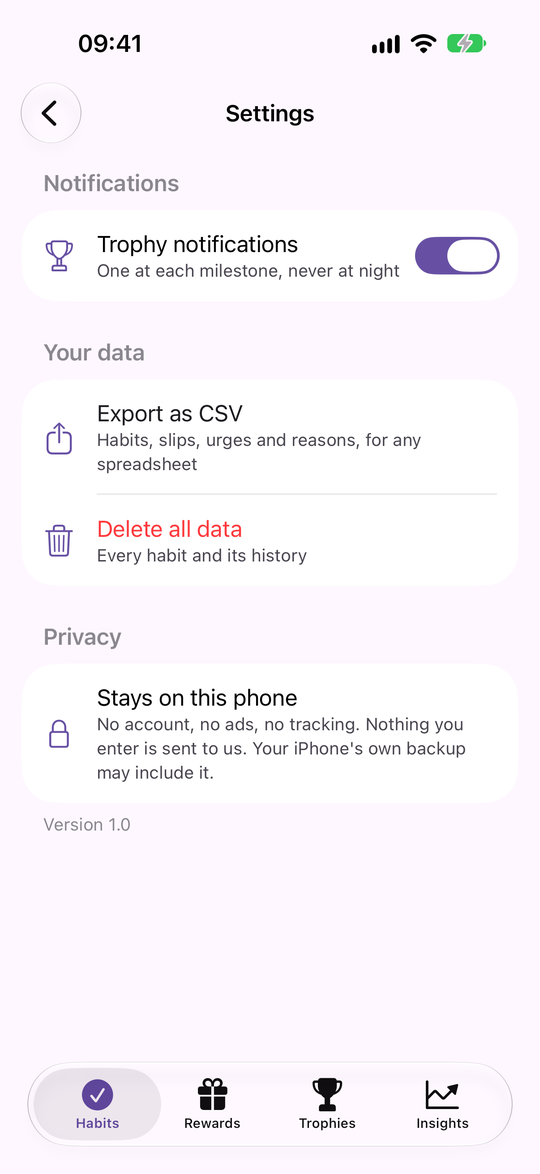 09:41
Settings
Notifications
Trophy notifications
One at each milestone, never at night
Your data
Export as CSV
Habits, slips, urges and reasons, for any
spreadsheet
Delete all data
Every habit and its history
Privacy
Stays on this phone
No account, no ads, no tracking. Nothing you
enter is sent to us. Your iPhone's own backup
may include it.
Version 1.0
Habits
Rewards
Trophies
Insights